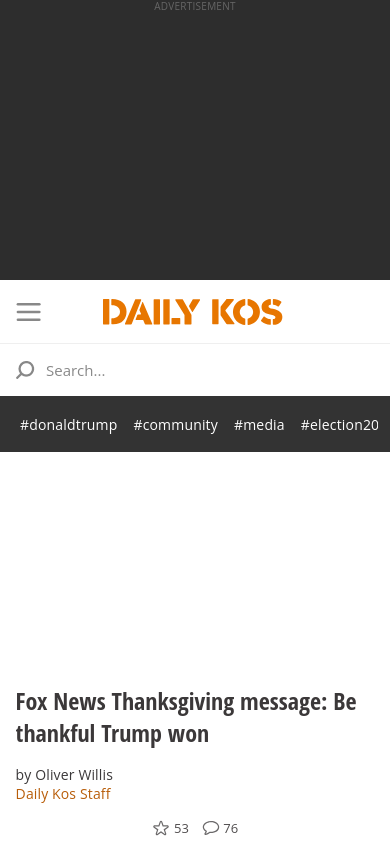 ADVERTISEMENT
DAILY KOS
Search...
#donaldtrump #community #media #election20
Fox News Thanksgiving message: Be
thankful Trump won
by Oliver Willis
Daily Kos Staff
53 76